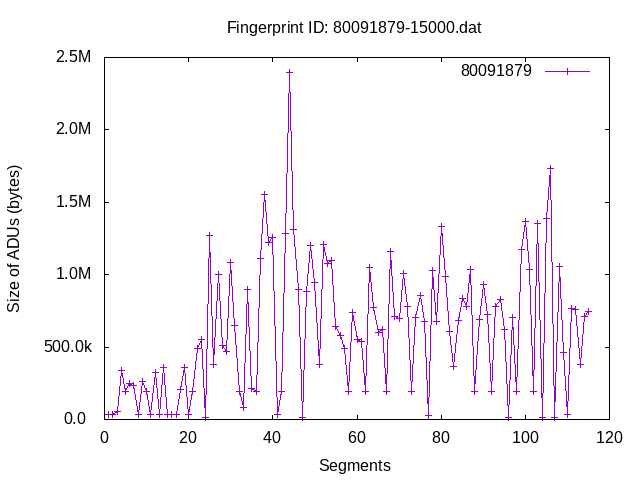 Fingerprint ID: 80091879-15000.dat
2.5M
80091879
2.0M
1.5M
1.0M
500.0k
0.0
Size of ADUs (bytes)
0 20 40 60 80 100 120
Segments